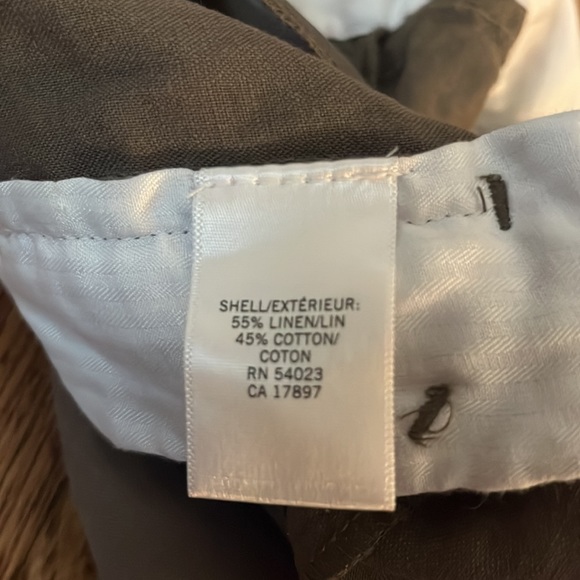 SHELL/EXTÉRIEUR:
55% LINEN/LIN
45% COTTON/
COTON
RN 54023
CA 17897